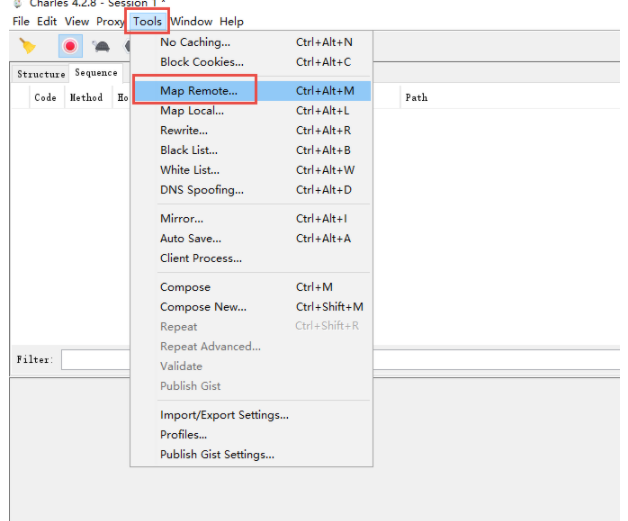 Charles 4.2.8 - Session 1 *
File Edit View Proxy Tools Window Help
No Caching... Ctrl+Alt+N
Block Cookies... Ctrl+Alt+C
Structure Sequence
Map Remote... Ctrl+Alt+M
Code Method Ho Path
Map Local... Ctrl+Alt+L
Rewrite... Ctrl+Alt+R
Black List... Ctrl+Alt+B
White List... Ctrl+Alt+W
DNS Spoofing... Ctrl+Alt+D
Mirror... Ctrl+Alt+I
Auto Save... Ctrl+Alt+A
Client Process...
Compose Ctrl+M
Compose New... Ctrl+Shift+M
Repeat Ctrl+Shift+R
Repeat Advanced...
Filter:
Validate
Publish Gist
Import/Export Settings...
Profiles...
Publish Gist Settings...